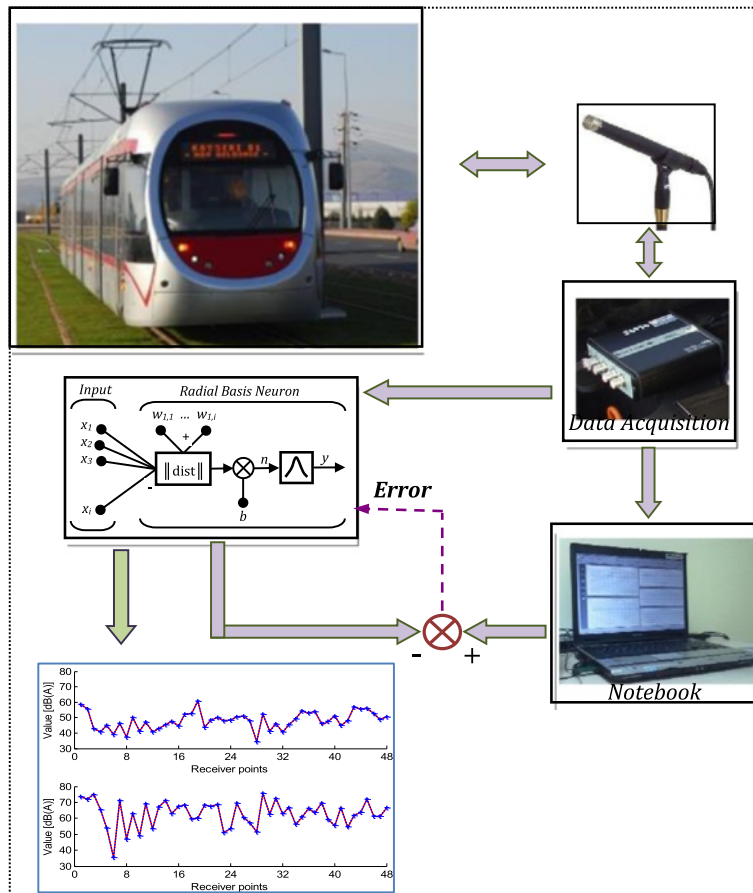 KAYSERI 01
Data Acquisition
Input
Radial Basis Neuron
w1,1 ... w1,i
x1
x2
x3
xi
+
-
||dist||
n
y
b
Error
- +
Notebook
80
70
60
50
40
30
Value [dB(A)]
0 8 16 24 32 40 48
Receiver points
80
70
60
50
40
30
Value [dB(A)]
0 8 16 24 32 40 48
Receiver points